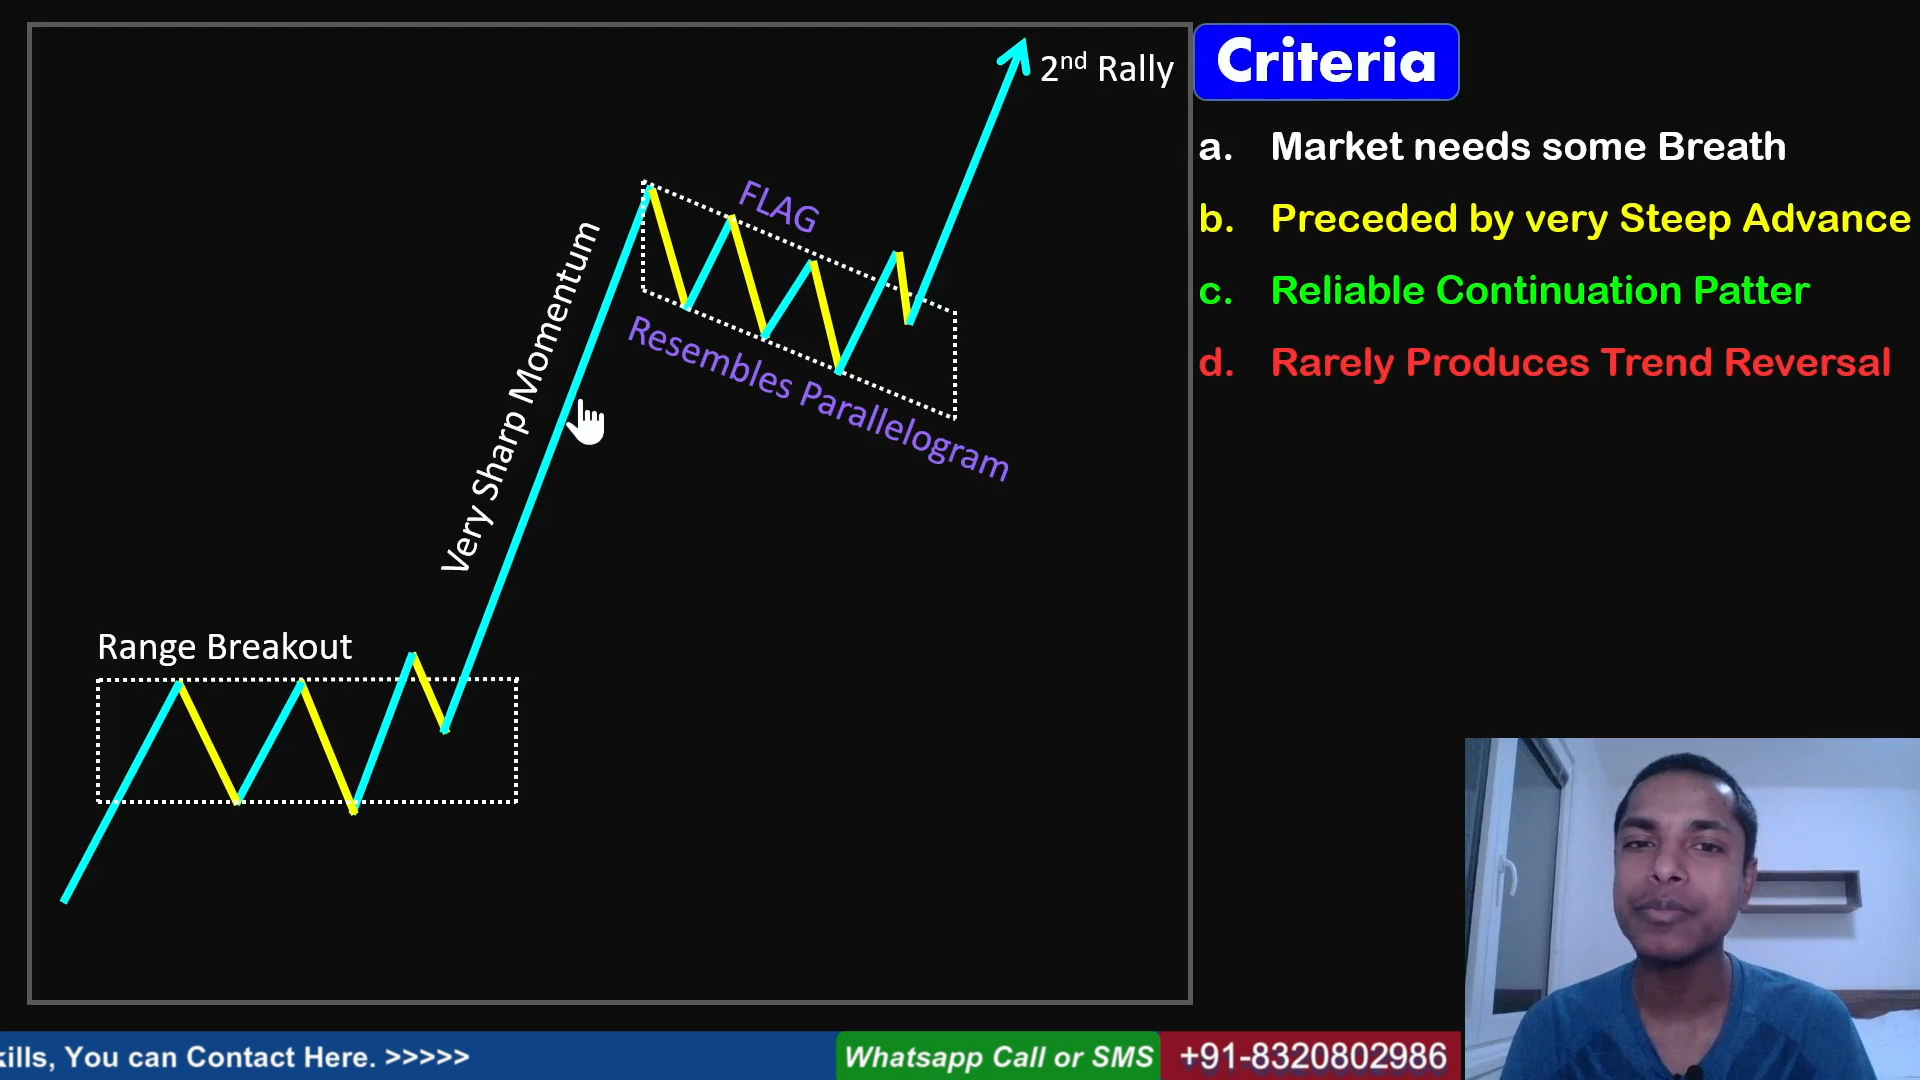 Criteria
2nd Rally
a. Market needs some Breath
FLAG
b. Preceded by very Steep Advance
c. Reliable Continuation Patter
Very Sharp Momentum
Resembles Parallelogram
d. Rarely Produces Trend Reversal
Range Breakout
kills, You can Contact Here. >>>>>
Whatsapp Call or SMS
+91-8320802986